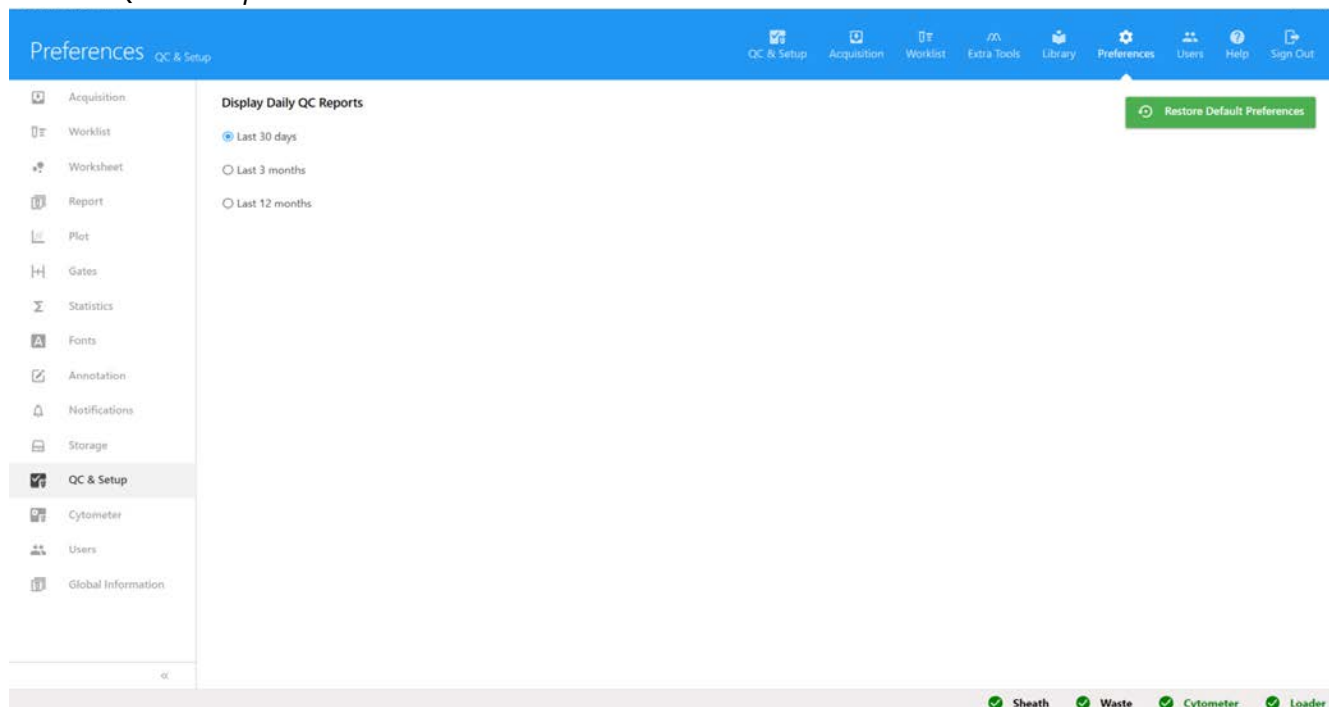 Preferences QC & Setup
QC & Setup
Acquisition
Worklist
Extra Tools
Library
Preferences
Users
Help
Sign Out
Acquisition
Worklist
Worksheet
Report
Plot
Gates
Statistics
Fonts
Annotation
Notifications
Storage
QC & Setup
Cytometer
Users
Global Information
«
Display Daily QC Reports
Last 30 days
Last 3 months
Last 12 months
Restore Default Preferences
Sheath
Waste
Cytometer
Loader